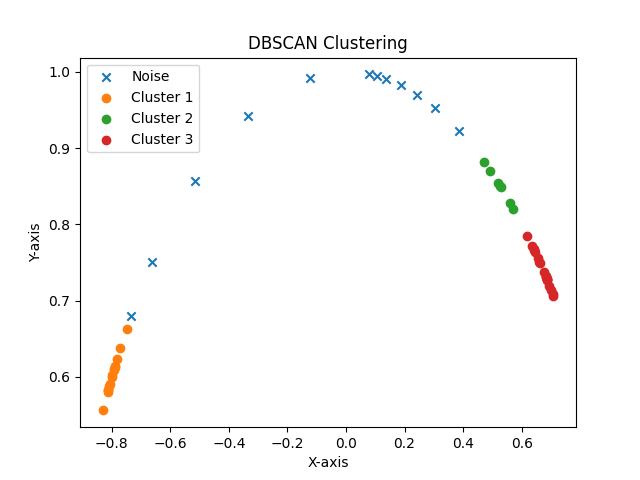 DBSCAN Clustering
Noise
Cluster 1
Cluster 2
Cluster 3
1.0
0.9
0.8
0.7
0.6
Y-axis
−0.8 −0.6 −0.4 −0.2 0.0 0.2 0.4 0.6
X-axis